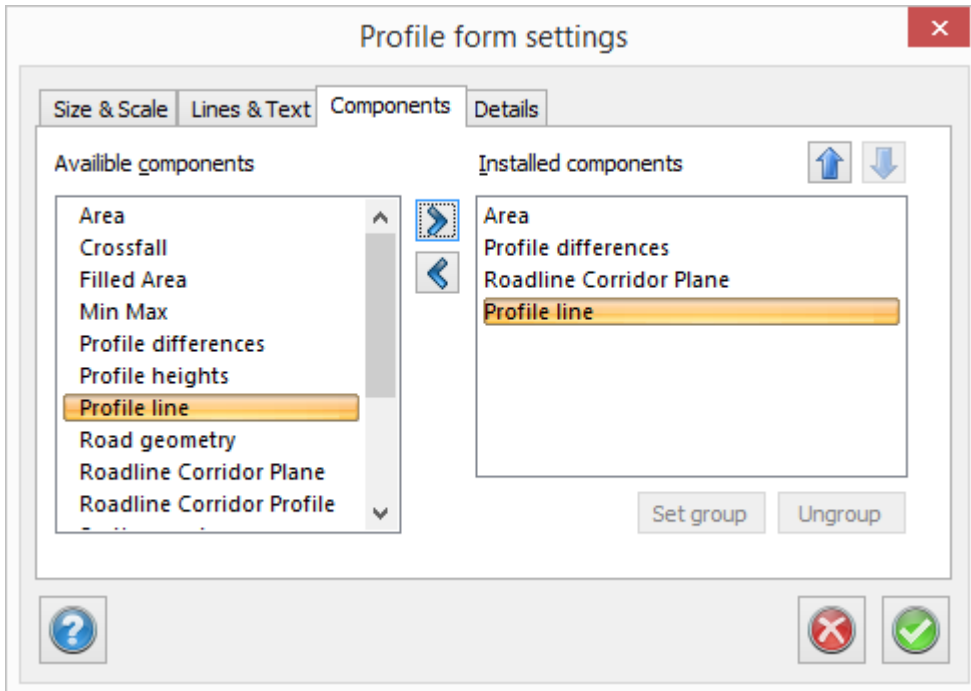 Profile form settings
Size & Scale
Lines & Text
Components
Details
Availible components
Area
Crossfall
Filled Area
Min Max
Profile differences
Profile heights
Profile line
Road geometry
Roadline Corridor Plane
Roadline Corridor Profile
Installed components
Area
Profile differences
Roadline Corridor Plane
Profile line
Set group
Ungroup